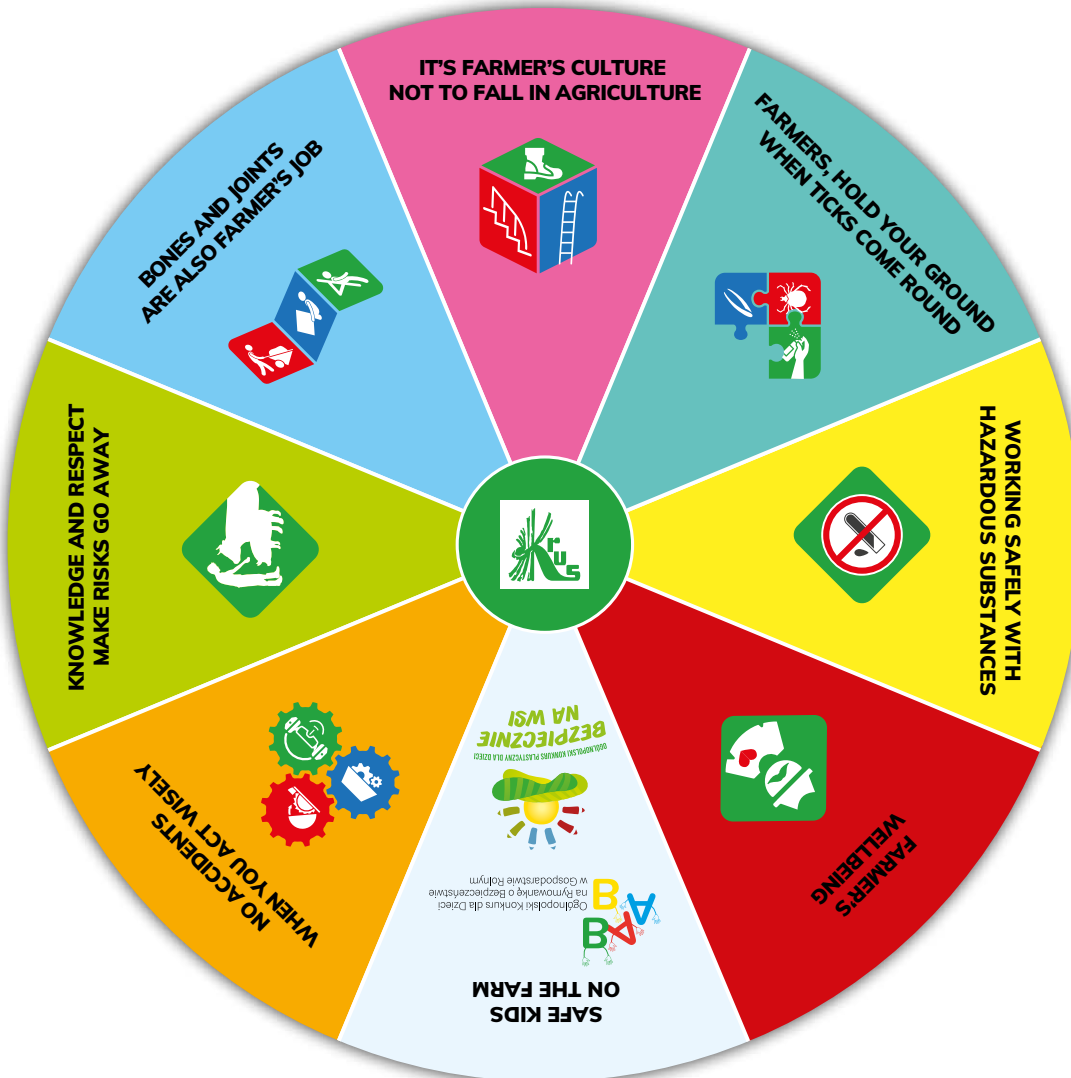 IT'S FARMER'S CULTURE
NOT TO FALL IN AGRICULTURE
FARMERS, HOLD YOUR GROUND
WHEN TICKS COME ROUND
WORKING SAFELY WITH
HAZARDOUS SUBSTANCES
FARMER'S
WELLBEING
SAFE KIDS
ON THE FARM
ABAB
Ogólnopolski Konkurs dla Dzieci
na Rymowankę o Bezpieczeństwie
w Gospodarstwie Rolnym
OGÓLNOPOLSKI KONKURS PLASTYCZNY DLA DZIECI
BEZPIECZNIE
NA WSI
NO ACCIDENTS
WHEN YOU ACT WISELY
KNOWLEDGE AND RESPECT
MAKE RISKS GO AWAY
BONES AND JOINTS
ARE ALSO FARMER'S JOB
Krus